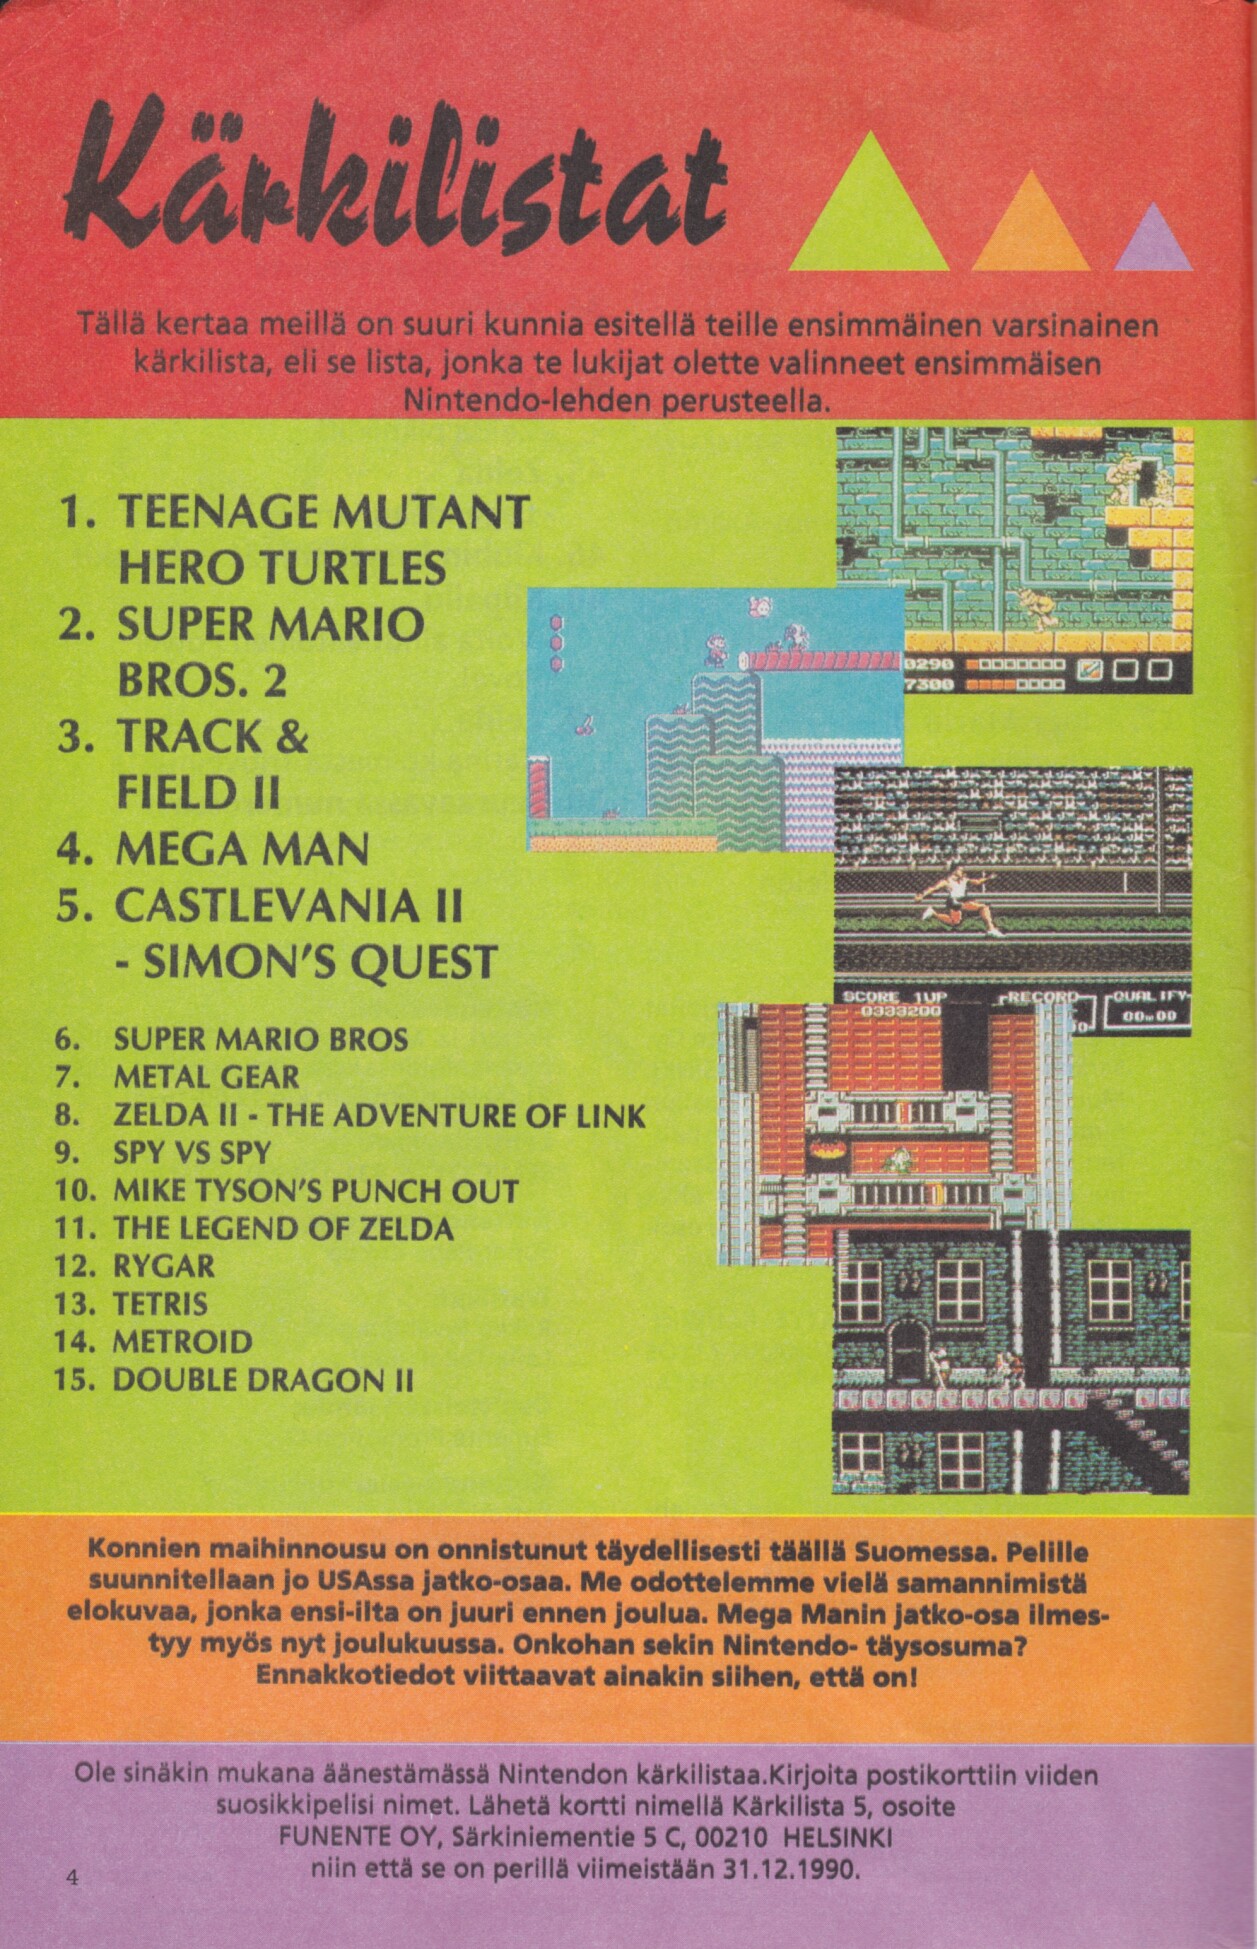 Kärkilistat
Tällä kertaa meillä on suuri kunnia esitellä teille ensimmäinen varsinainen
kärkilista, eli se lista, jonka te lukijat olette valinneet ensimmäisen
Nintendo-lehden perusteella.
1. TEENAGE MUTANT
HERO TURTLES
2. SUPER MARIO
BROS. 2
3. TRACK &
FIELD II
4. MEGA MAN
5. CASTLEVANIA II
- SIMON'S QUEST
6. SUPER MARIO BROS
7. METAL GEAR
8. ZELDA II - THE ADVENTURE OF LINK
9. SPY VS SPY
10. MIKE TYSON'S PUNCH OUT
11. THE LEGEND OF ZELDA
12. RYGAR
13. TETRIS
14. METROID
15. DOUBLE DRAGON II
0290
7300
SCORE 1UP RECORD QUALIFY
00m00
0333200
Konnien maihinnousu on onnistunut täydellisesti täällä Suomessa. Pelille
suunnitellaan jo USAssa jatko-osaa. Me odottelemme vielä samannimistä
elokuvaa, jonka ensi-ilta on juuri ennen joulua. Mega Manin jatko-osa ilmes-
tyy myös nyt joulukuussa. Onkohan sekin Nintendo- täysosuma?
Ennakkotiedot viittaavat ainakin siihen, että on!
Ole sinäkin mukana äänestämässä Nintendon kärkilistaa.Kirjoita postikorttiin viiden
suosikkipelisi nimet. Lähetä kortti nimellä Kärkilista 5, osoite
FUNENTE OY, Särkiniementie 5 C, 00210 HELSINKI
niin että se on perillä viimeistään 31.12.1990.
4